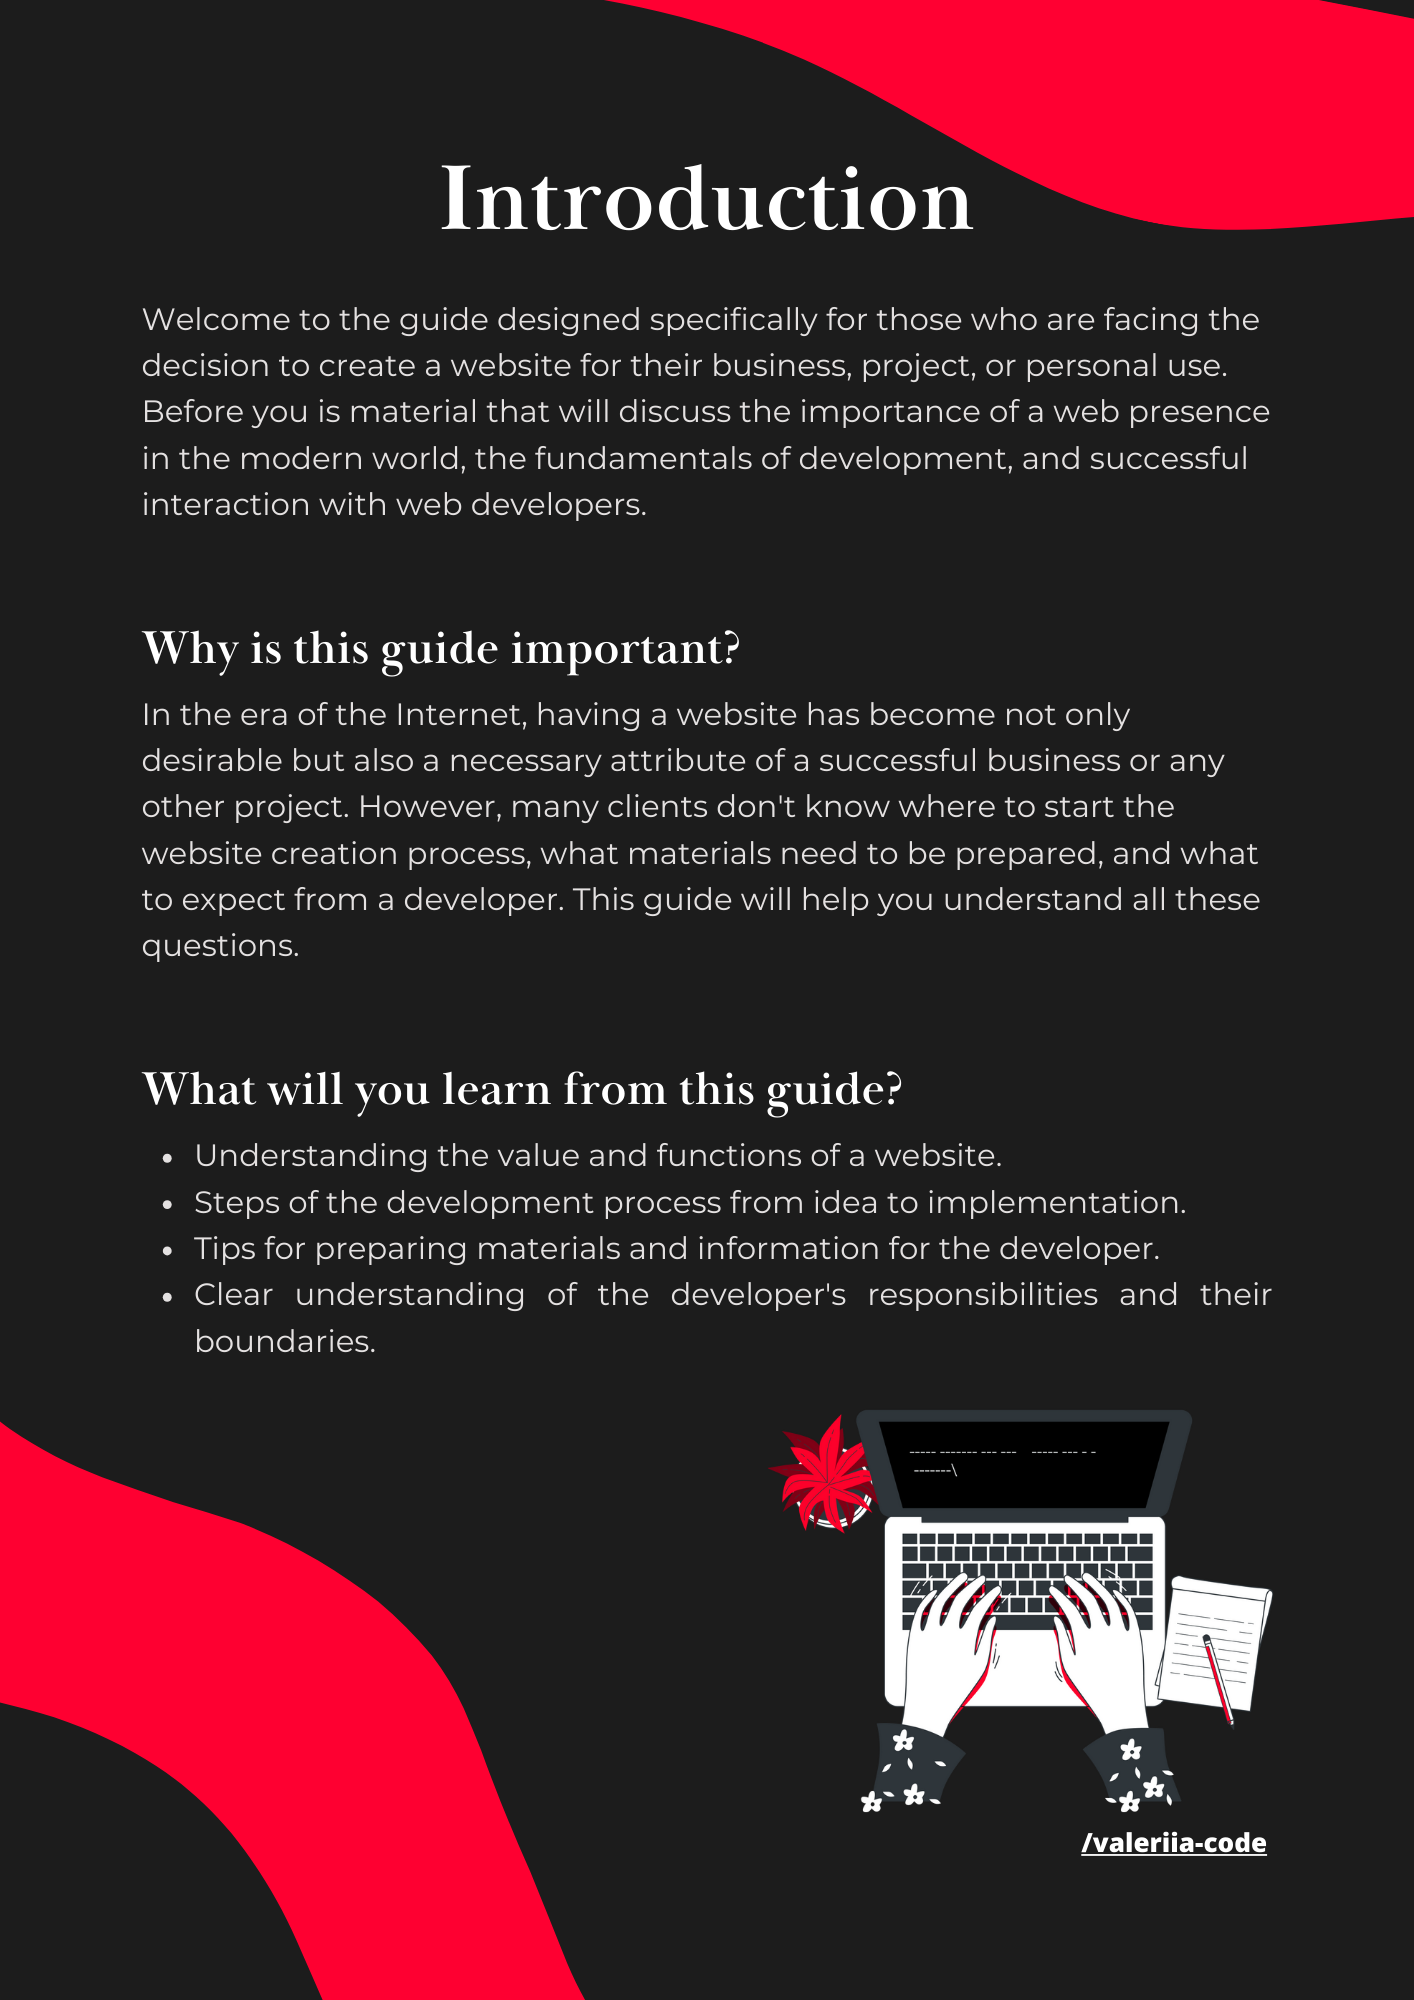 Introduction
Welcome to the guide designed specifically for those who are facing the
decision to create a website for their business, project, or personal use.
Before you is material that will discuss the importance of a web presence
in the modern world, the fundamentals of development, and successful
interaction with web developers.
Why is this guide important?
In the era of the Internet, having a website has become not only
desirable but also a necessary attribute of a successful business or any
other project. However, many clients don't know where to start the
website creation process, what materials need to be prepared, and what
to expect from a developer. This guide will help you understand all these
questions.
What will you learn from this guide?
• Understanding the value and functions of a website.
• Steps of the development process from idea to implementation.
• Tips for preparing materials and information for the developer.
• Clear understanding of the developer's responsibilities and their
boundaries.
/valeriia-code